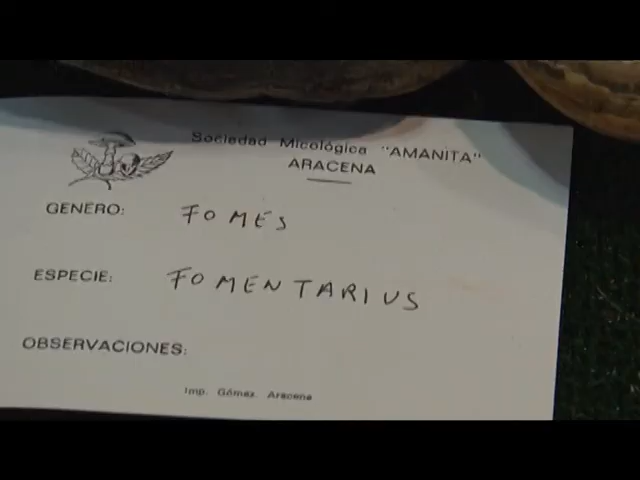 Sociedad Micológica "AMANITA"
ARACENA
GENERO: FOMES
ESPECIE: FOMENTARIUS
OBSERVACIONES:
Imp. Gómez. Aracena